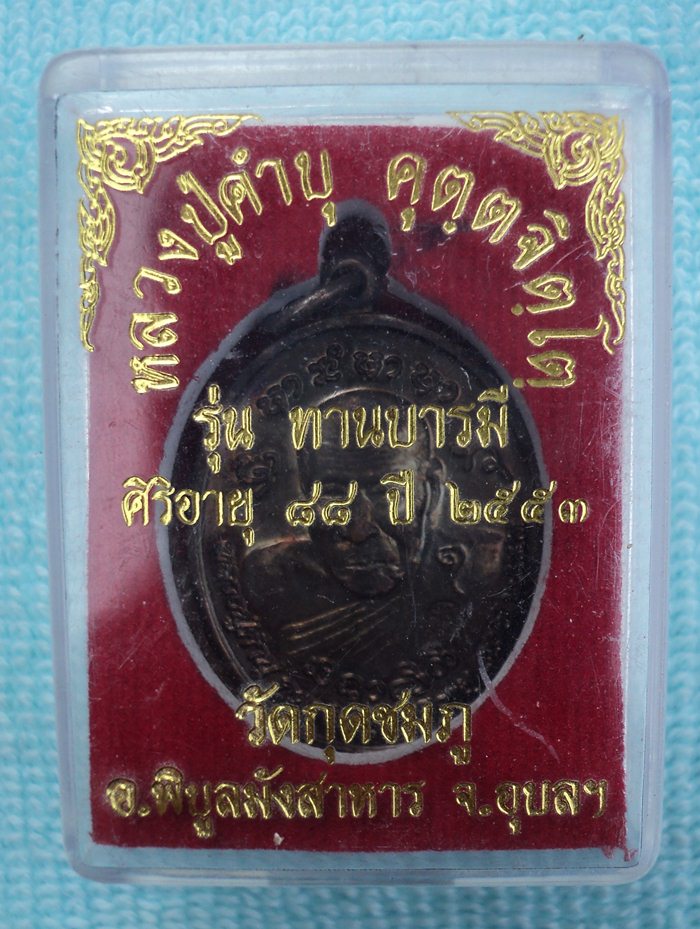 หลวงปู่คำบุ คุตฺตจิตฺโต
รุ่น ทานบารมี
ศิริอายุ ๘๘ ปี ๒๕๕๓
วัดกุดชมภู
อ.พิบูลมังสาหาร จ.อุบลฯ